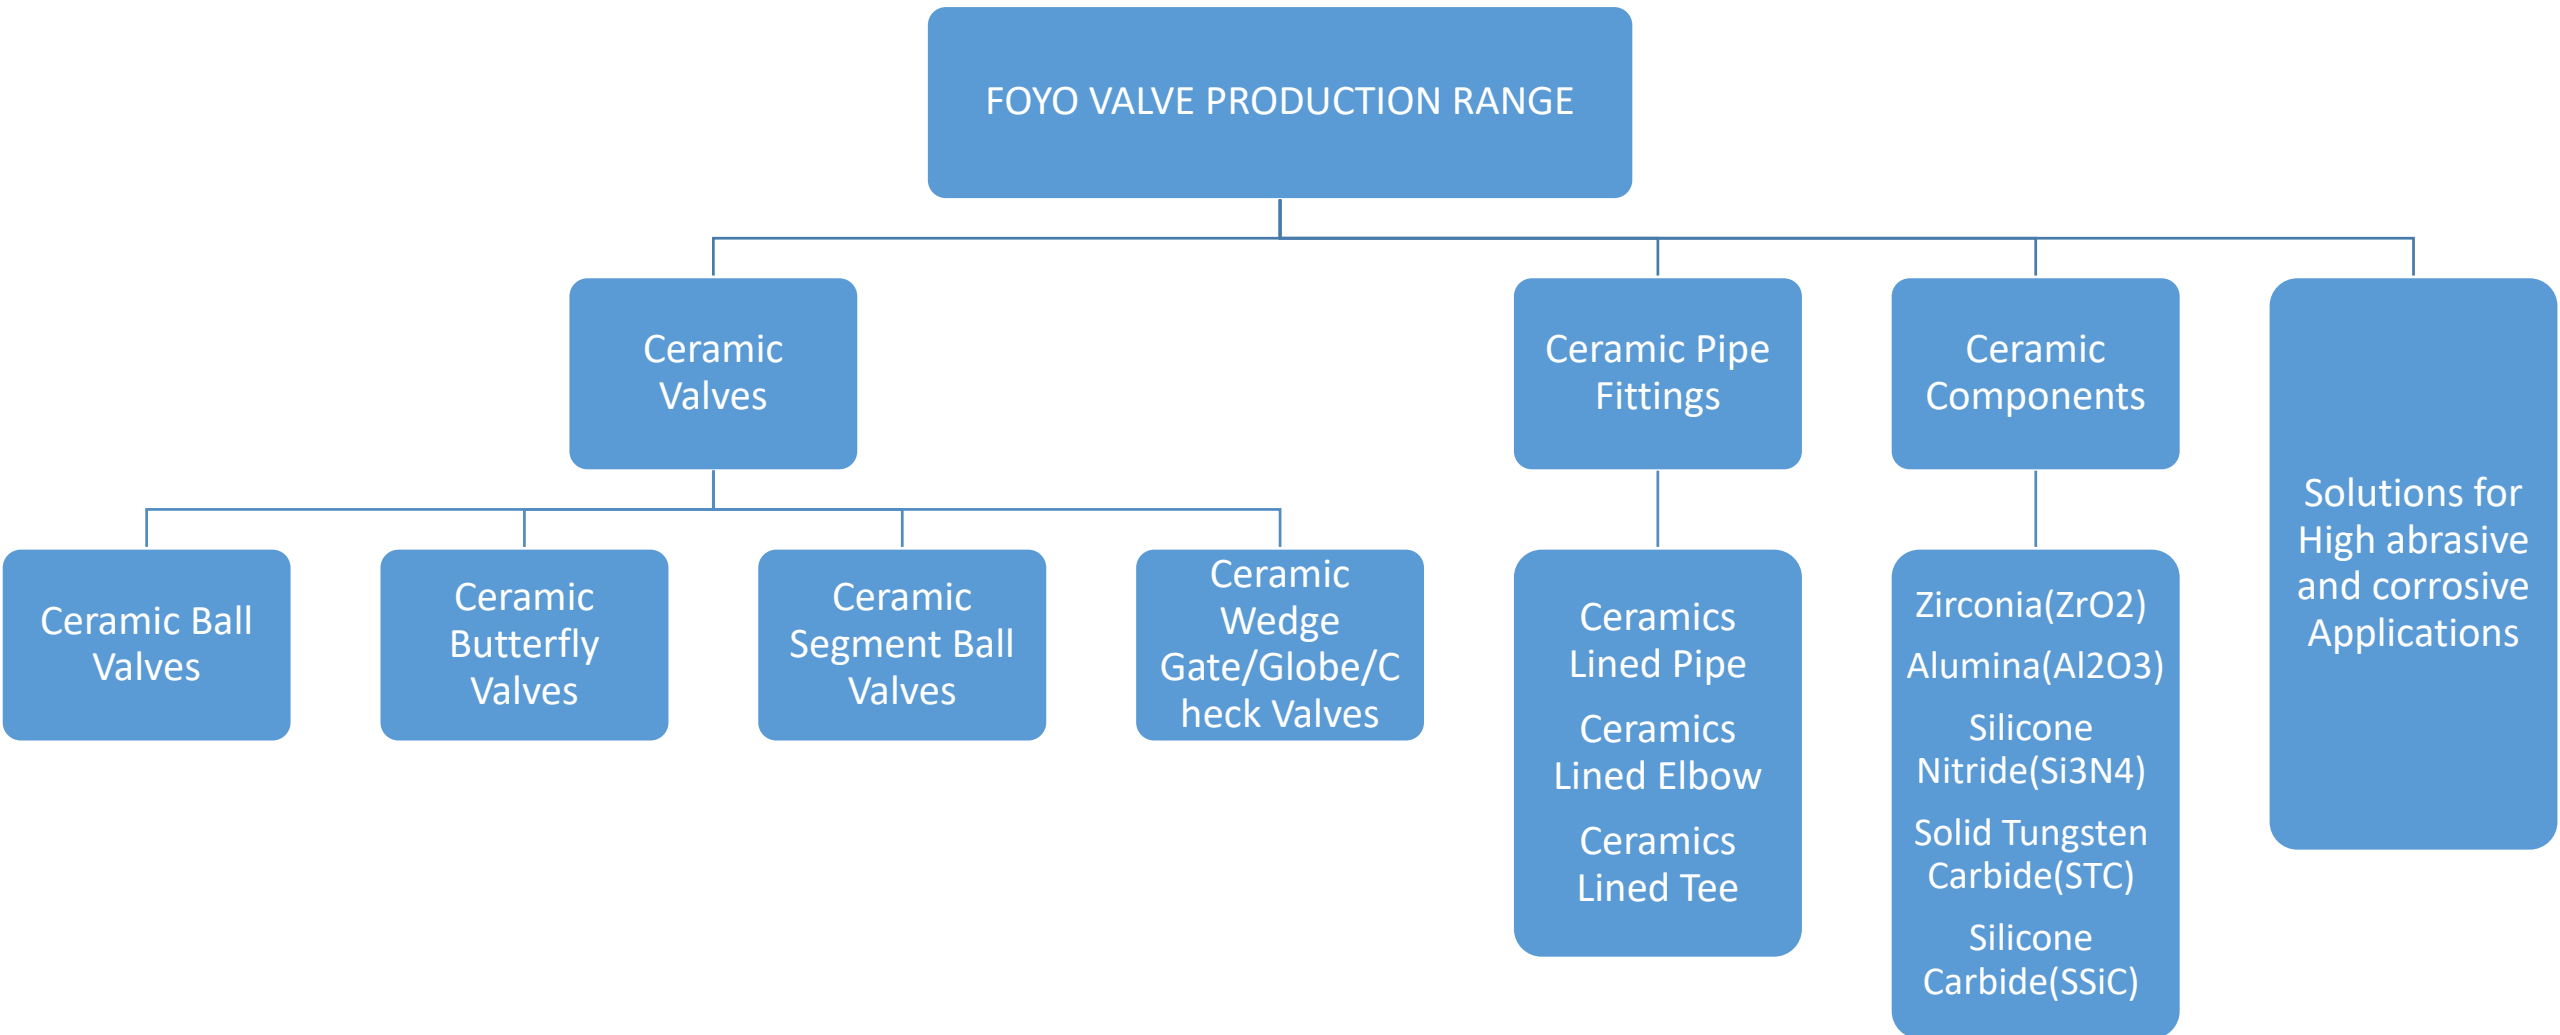 FOYO VALVE PRODUCTION RANGE
Ceramic
Valves
Ceramic Pipe
Fittings
Ceramic
Components
Solutions for
High abrasive
and corrosive
Applications
Ceramic Ball
Valves
Ceramic
Butterfly
Valves
Ceramic
Segment Ball
Valves
Ceramic
Wedge
Gate/Globe/C
heck Valves
Ceramics
Lined Pipe
Ceramics
Lined Elbow
Ceramics
Lined Tee
Zirconia(ZrO2)
Alumina(Al2O3)
Silicone
Nitride(Si3N4)
Solid Tungsten
Carbide(STC)
Silicone
Carbide(SSiC)